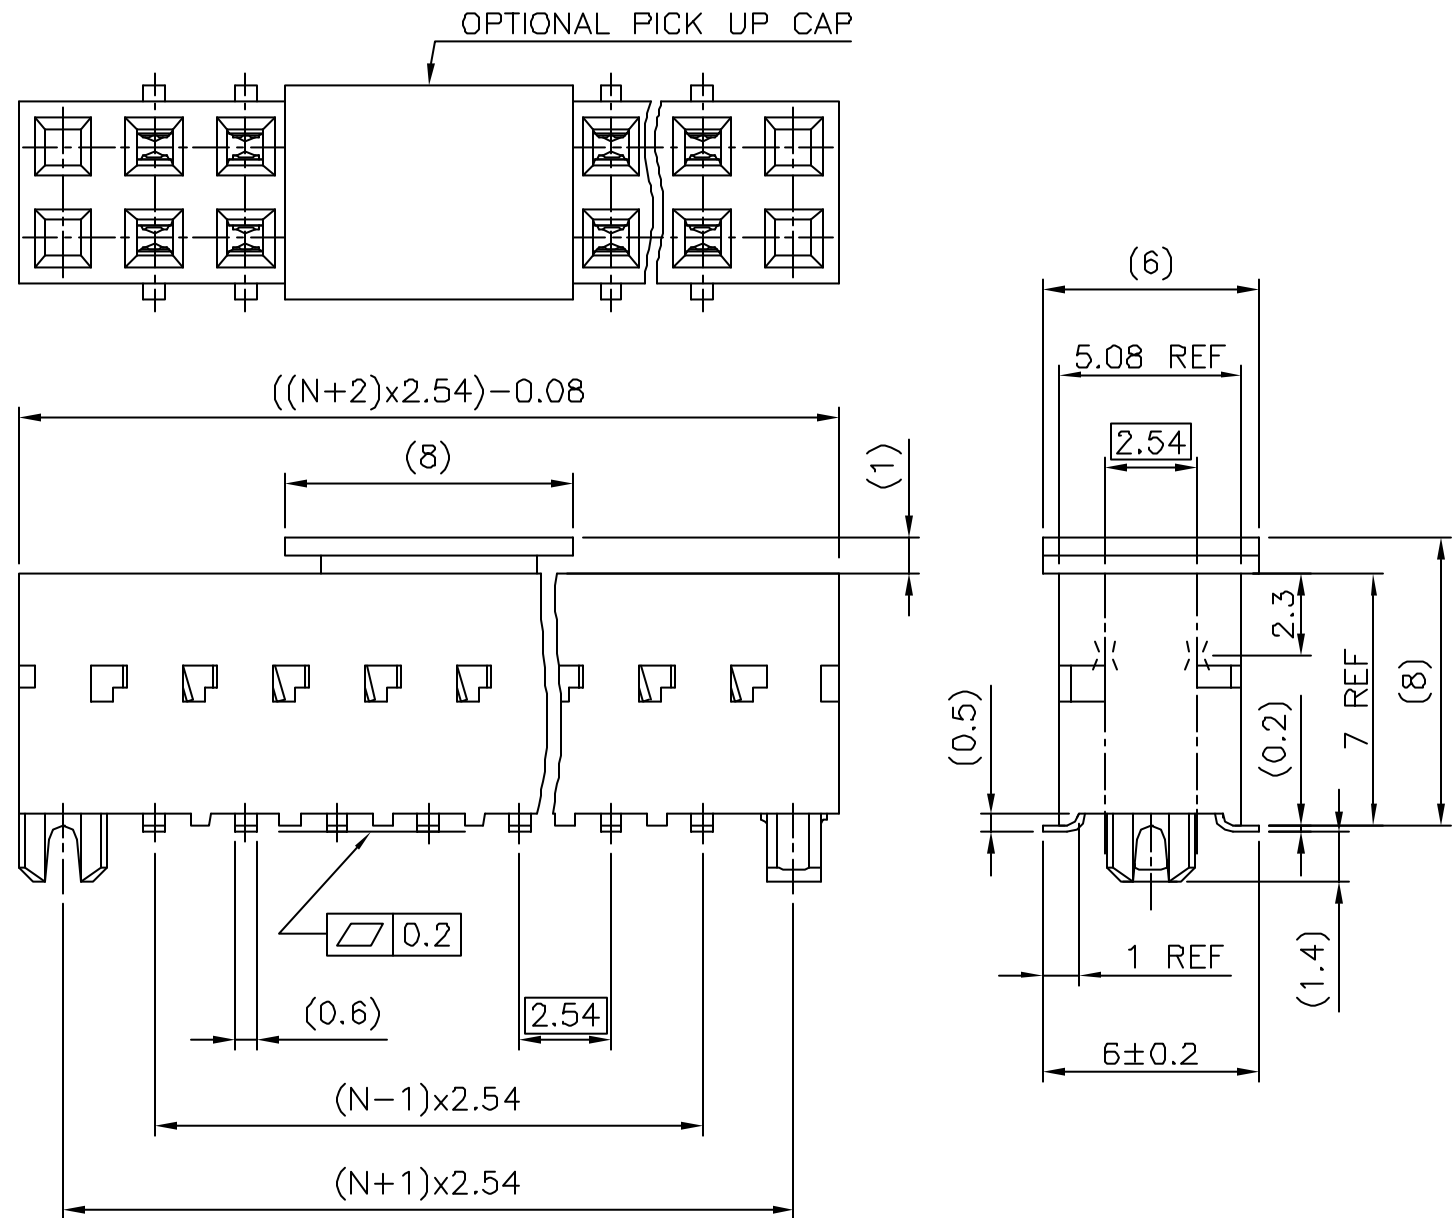 OPTIONAL PICK UP CAP
(6)
5.08 REF
((N+2)x2.54)-0.08
2.54
(8)
(1)
2.3
7 REF
(8)
(0.5)
(0.2)
0.2
1 REF
(1.4)
(0.6)
2.54
6±0.2
(N-1)x2.54
(N+1)x2.54